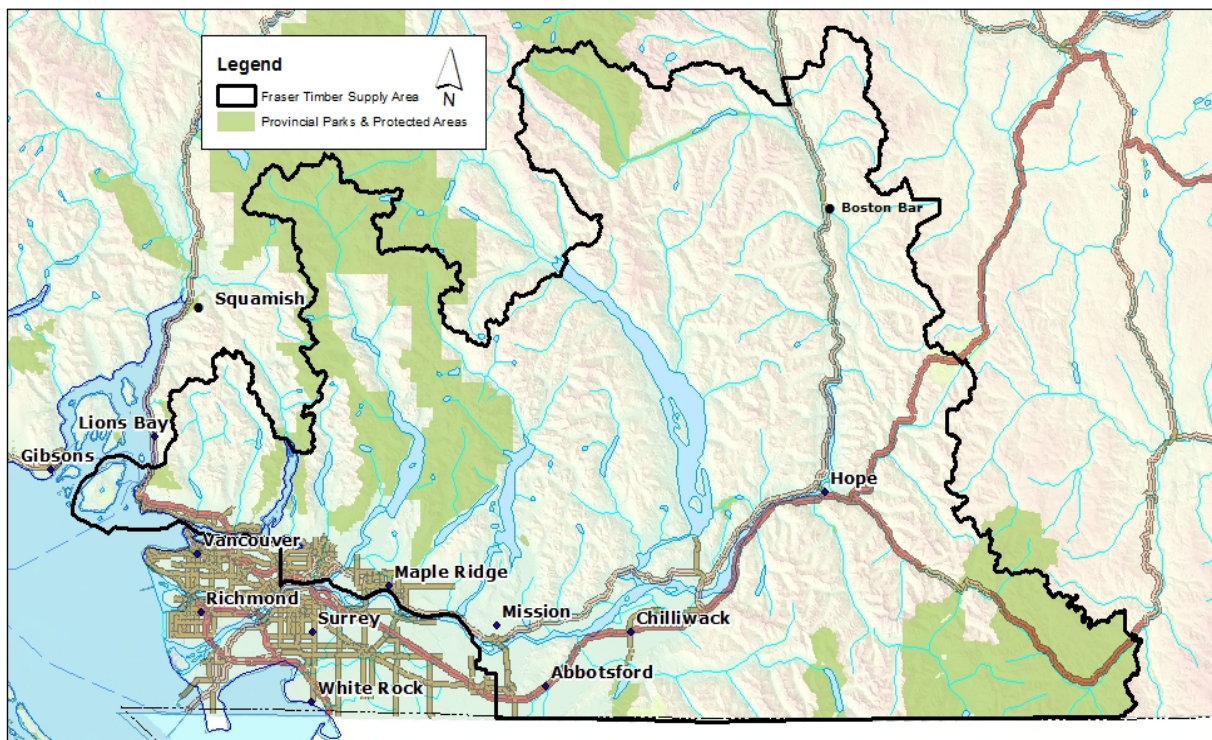 Legend
Fraser Timber Supply Area
Provincial Parks & Protected Areas
N
Boston Bar
Squamish
Lions Bay
Gibsons
Hope
Vancouver
Maple Ridge
Richmond
Mission
Surrey
Chilliwack
Abbotsford
White Rock